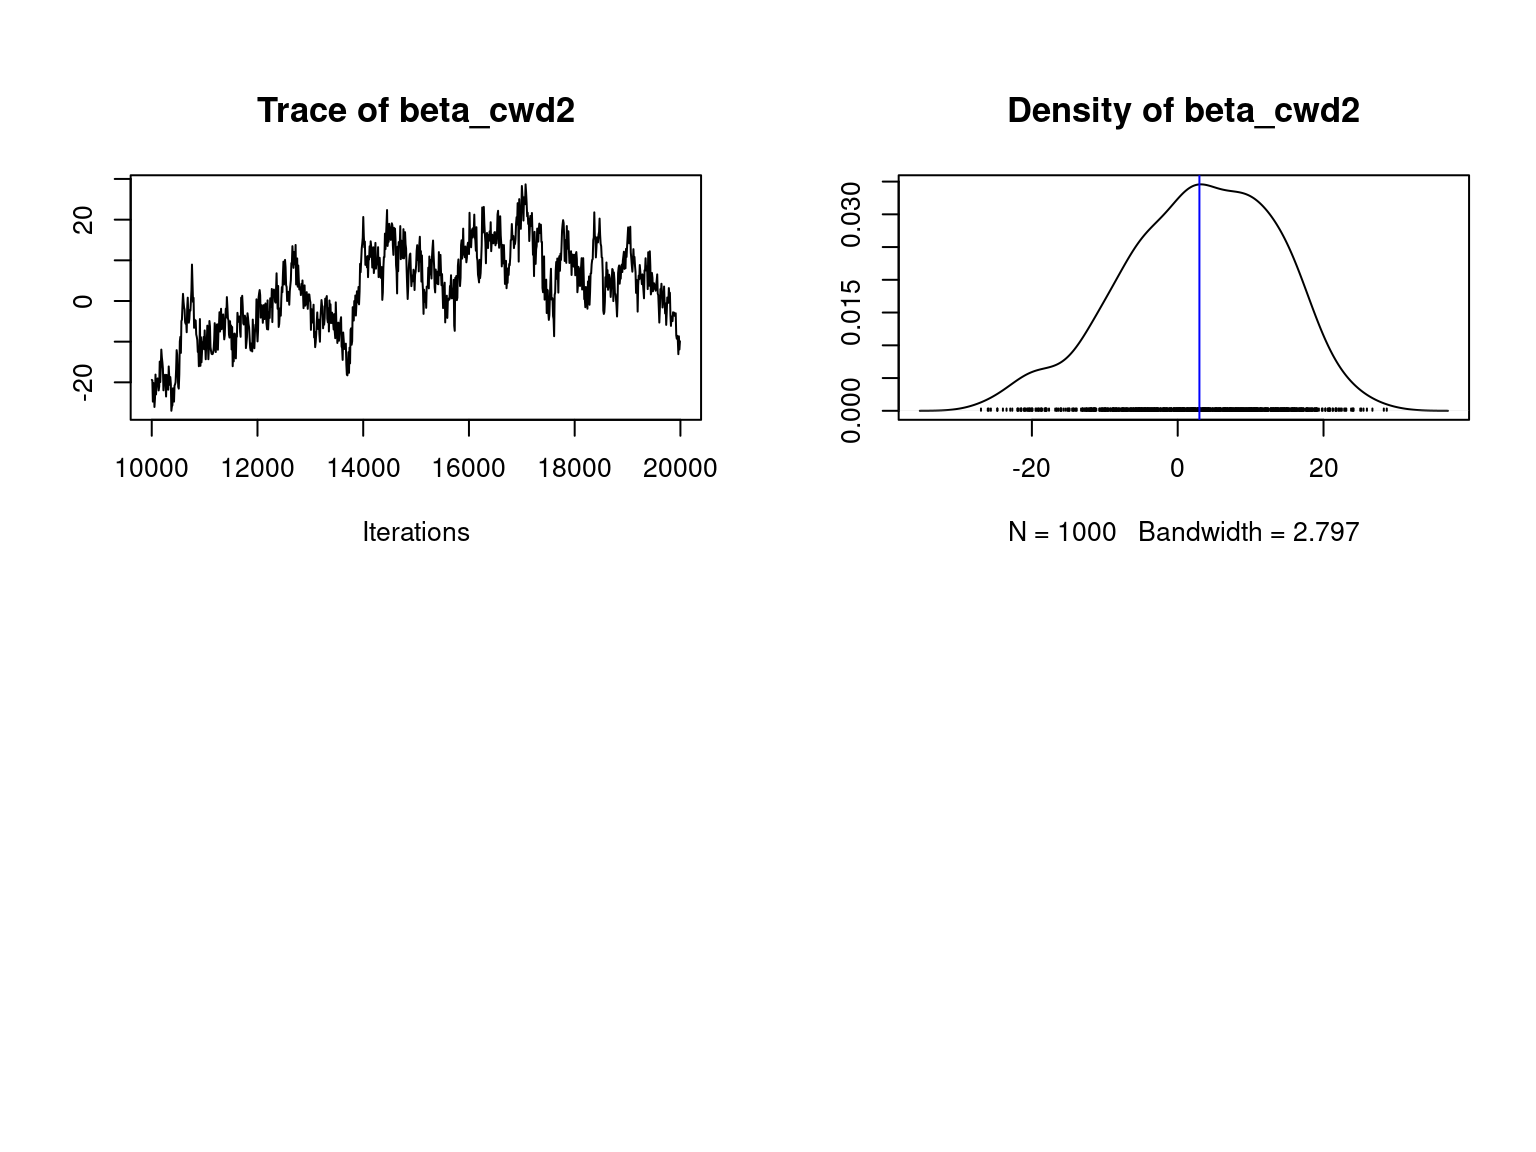 Trace of beta_cwd2
20
0
-20
10000 12000 14000 16000 18000 20000
Iterations
Density of beta_cwd2
0.030
0.015
0.000
-20 0 20
N = 1000 Bandwidth = 2.797